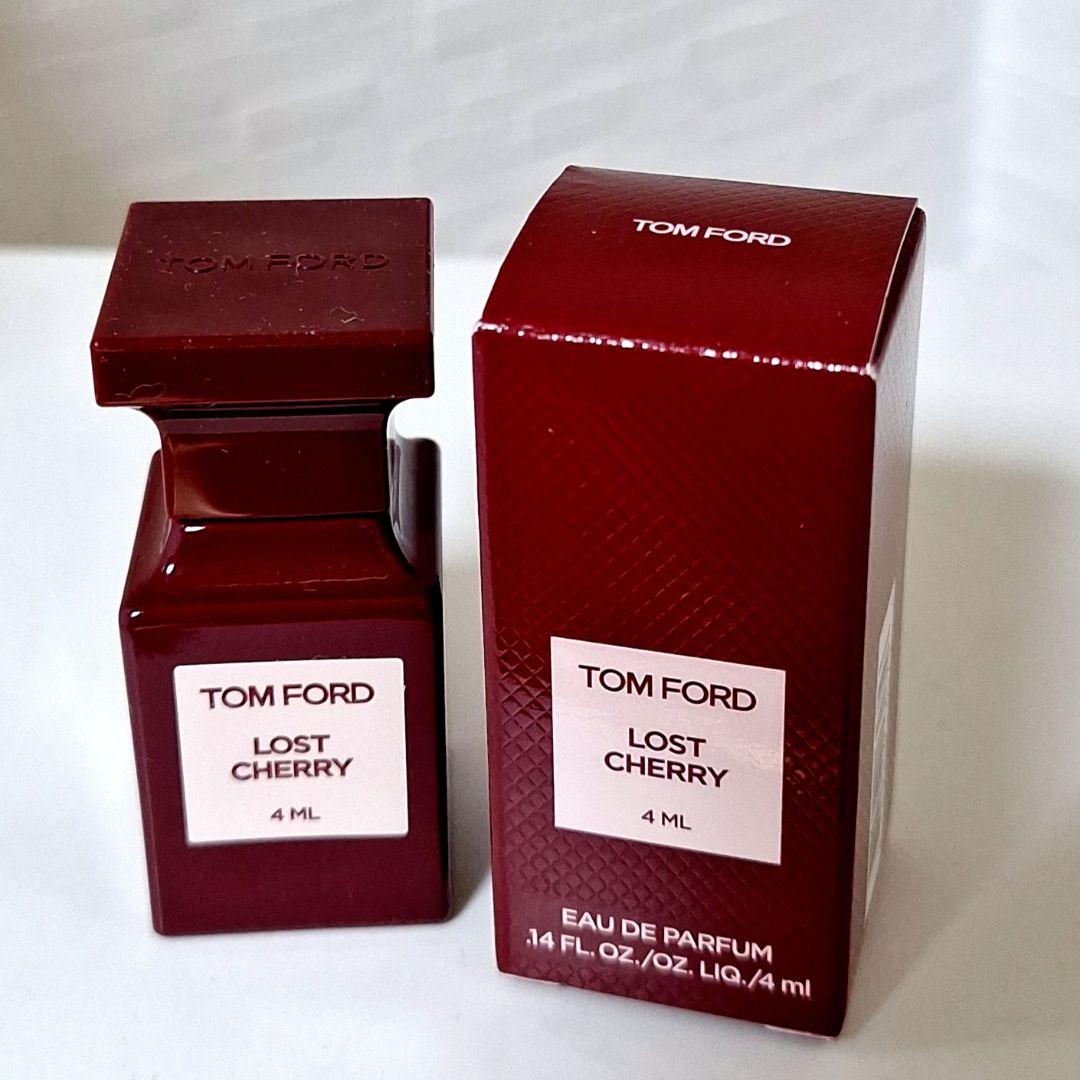 TOM FORD
TOM FORD
LOST
CHERRY
4 ML
TOM FORD
TOM FORD
LOST
CHERRY
4 ML
EAU DE PARFUM
.14 FL. OZ./OZ. LIQ./4 ml